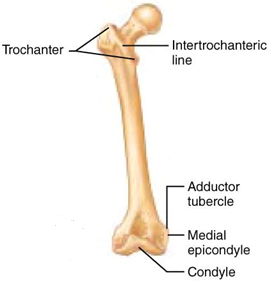 Trochanter
Intertrochanteric
line
Adductor
tubercle
Medial
epicondyle
Condyle